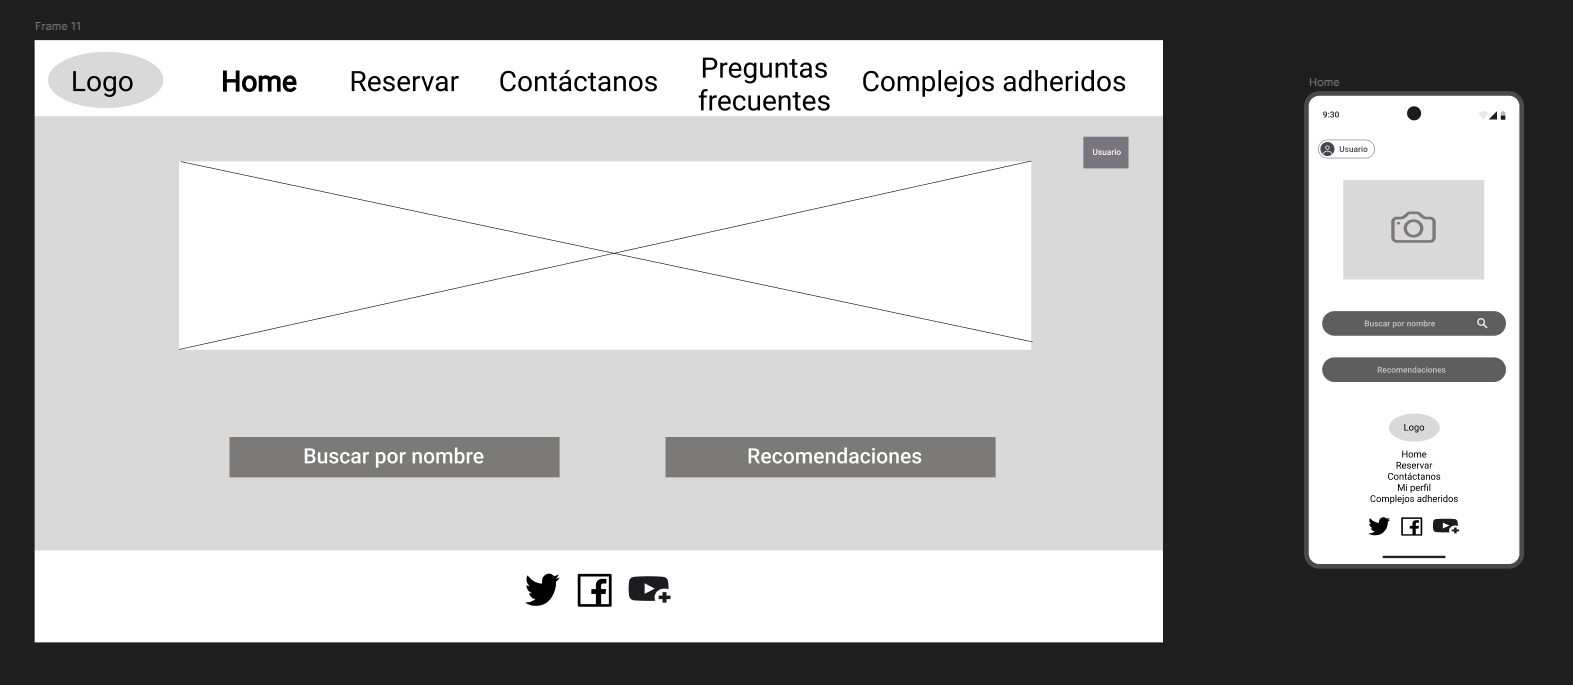 Frame 11
Logo
Home
Reservar
Contáctanos
Preguntas
frecuentes
Complejos adheridos
Usuario
Buscar por nombre
Recomendaciones
Home
9:30
Usuario
Buscar por nombre
Recomendaciones
Logo
Home
Reservar
Contáctanos
Mi perfil
Complejos adheridos